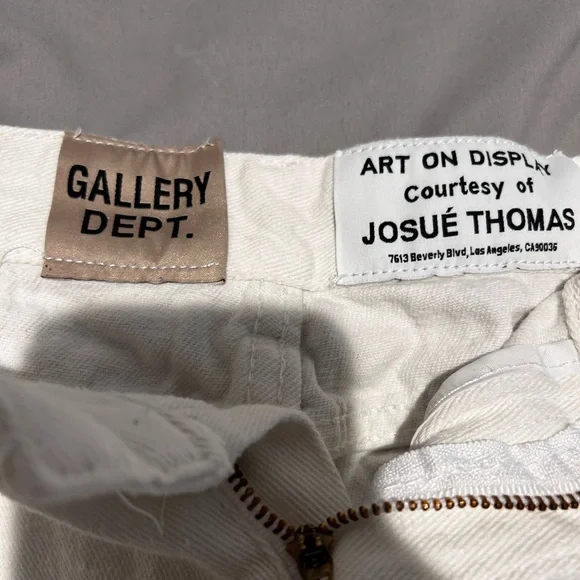 GALLERY
DEPT.
ART ON DISPLAY
Courtesy of
JOSUÉ THOMAS
7613 Beverly Blvd, Los Angeles, CA90036